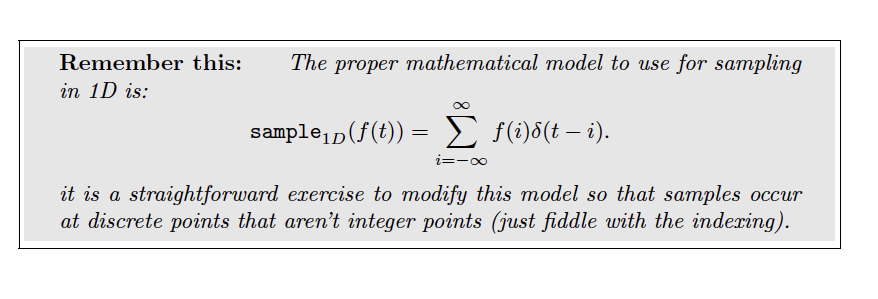 Remember this: The proper mathematical model to use for sampling
in 1D is:
sample₁D(f(t)) = ∑_{i=−∞}^{∞} f(i)δ(t − i).
it is a straightforward exercise to modify this model so that samples occur
at discrete points that aren't integer points (just fiddle with the indexing).